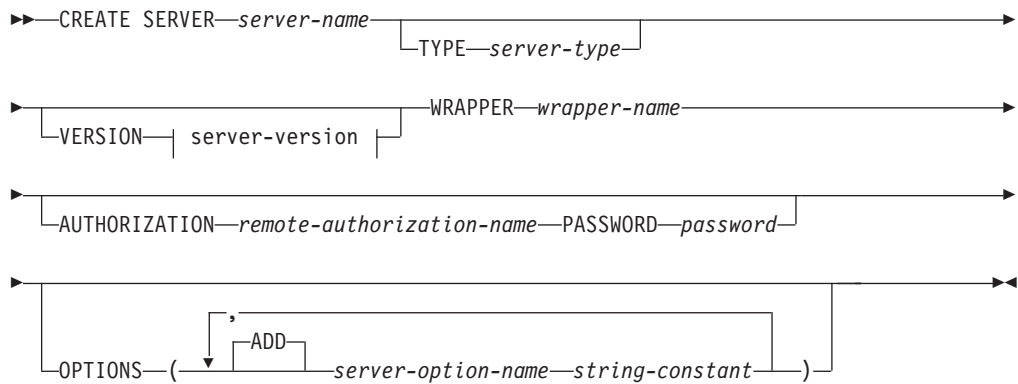 CREATE SERVER server-name
TYPE server-type
WRAPPER wrapper-name
VERSION server-version
AUTHORIZATION remote-authorization-name PASSWORD password
,
ADD
OPTIONS ( server-option-name string-constant )